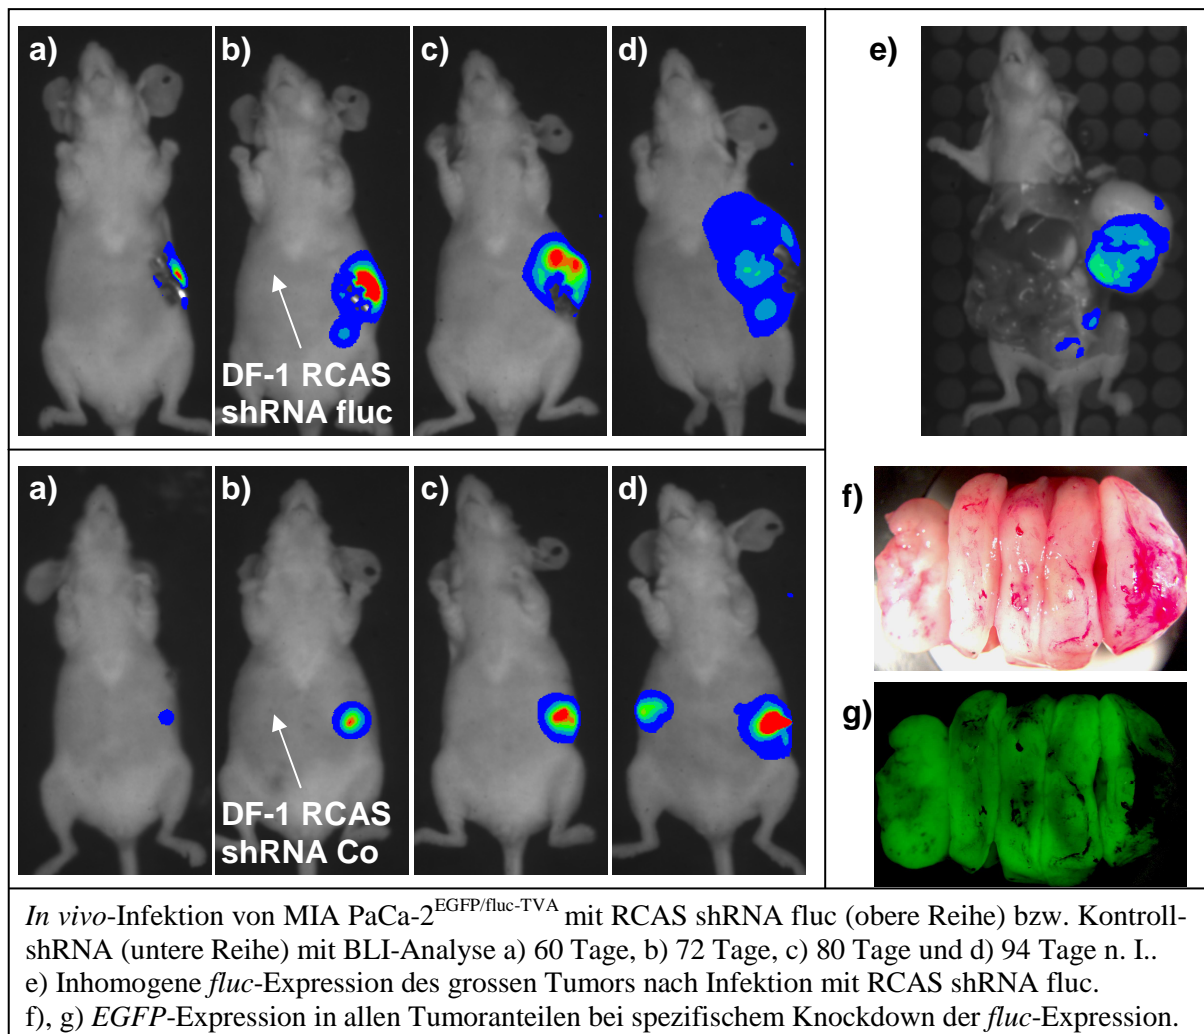 a) b) c) d) e)
DF-1 RCAS
shRNA fluc
a) b) c) d)
DF-1 RCAS
shRNA Co
f)
g)
In vivo-Infektion von MIA PaCa-2EGFP/fluc-TVA mit RCAS shRNA fluc (obere Reihe) bzw. Kontroll-
shRNA (untere Reihe) mit BLI-Analyse a) 60 Tage, b) 72 Tage, c) 80 Tage und d) 94 Tage n. I..
e) Inhomogene fluc-Expression des grossen Tumors nach Infektion mit RCAS shRNA fluc.
f), g) EGFP-Expression in allen Tumoranteilen bei spezifischem Knockdown der fluc-Expression.